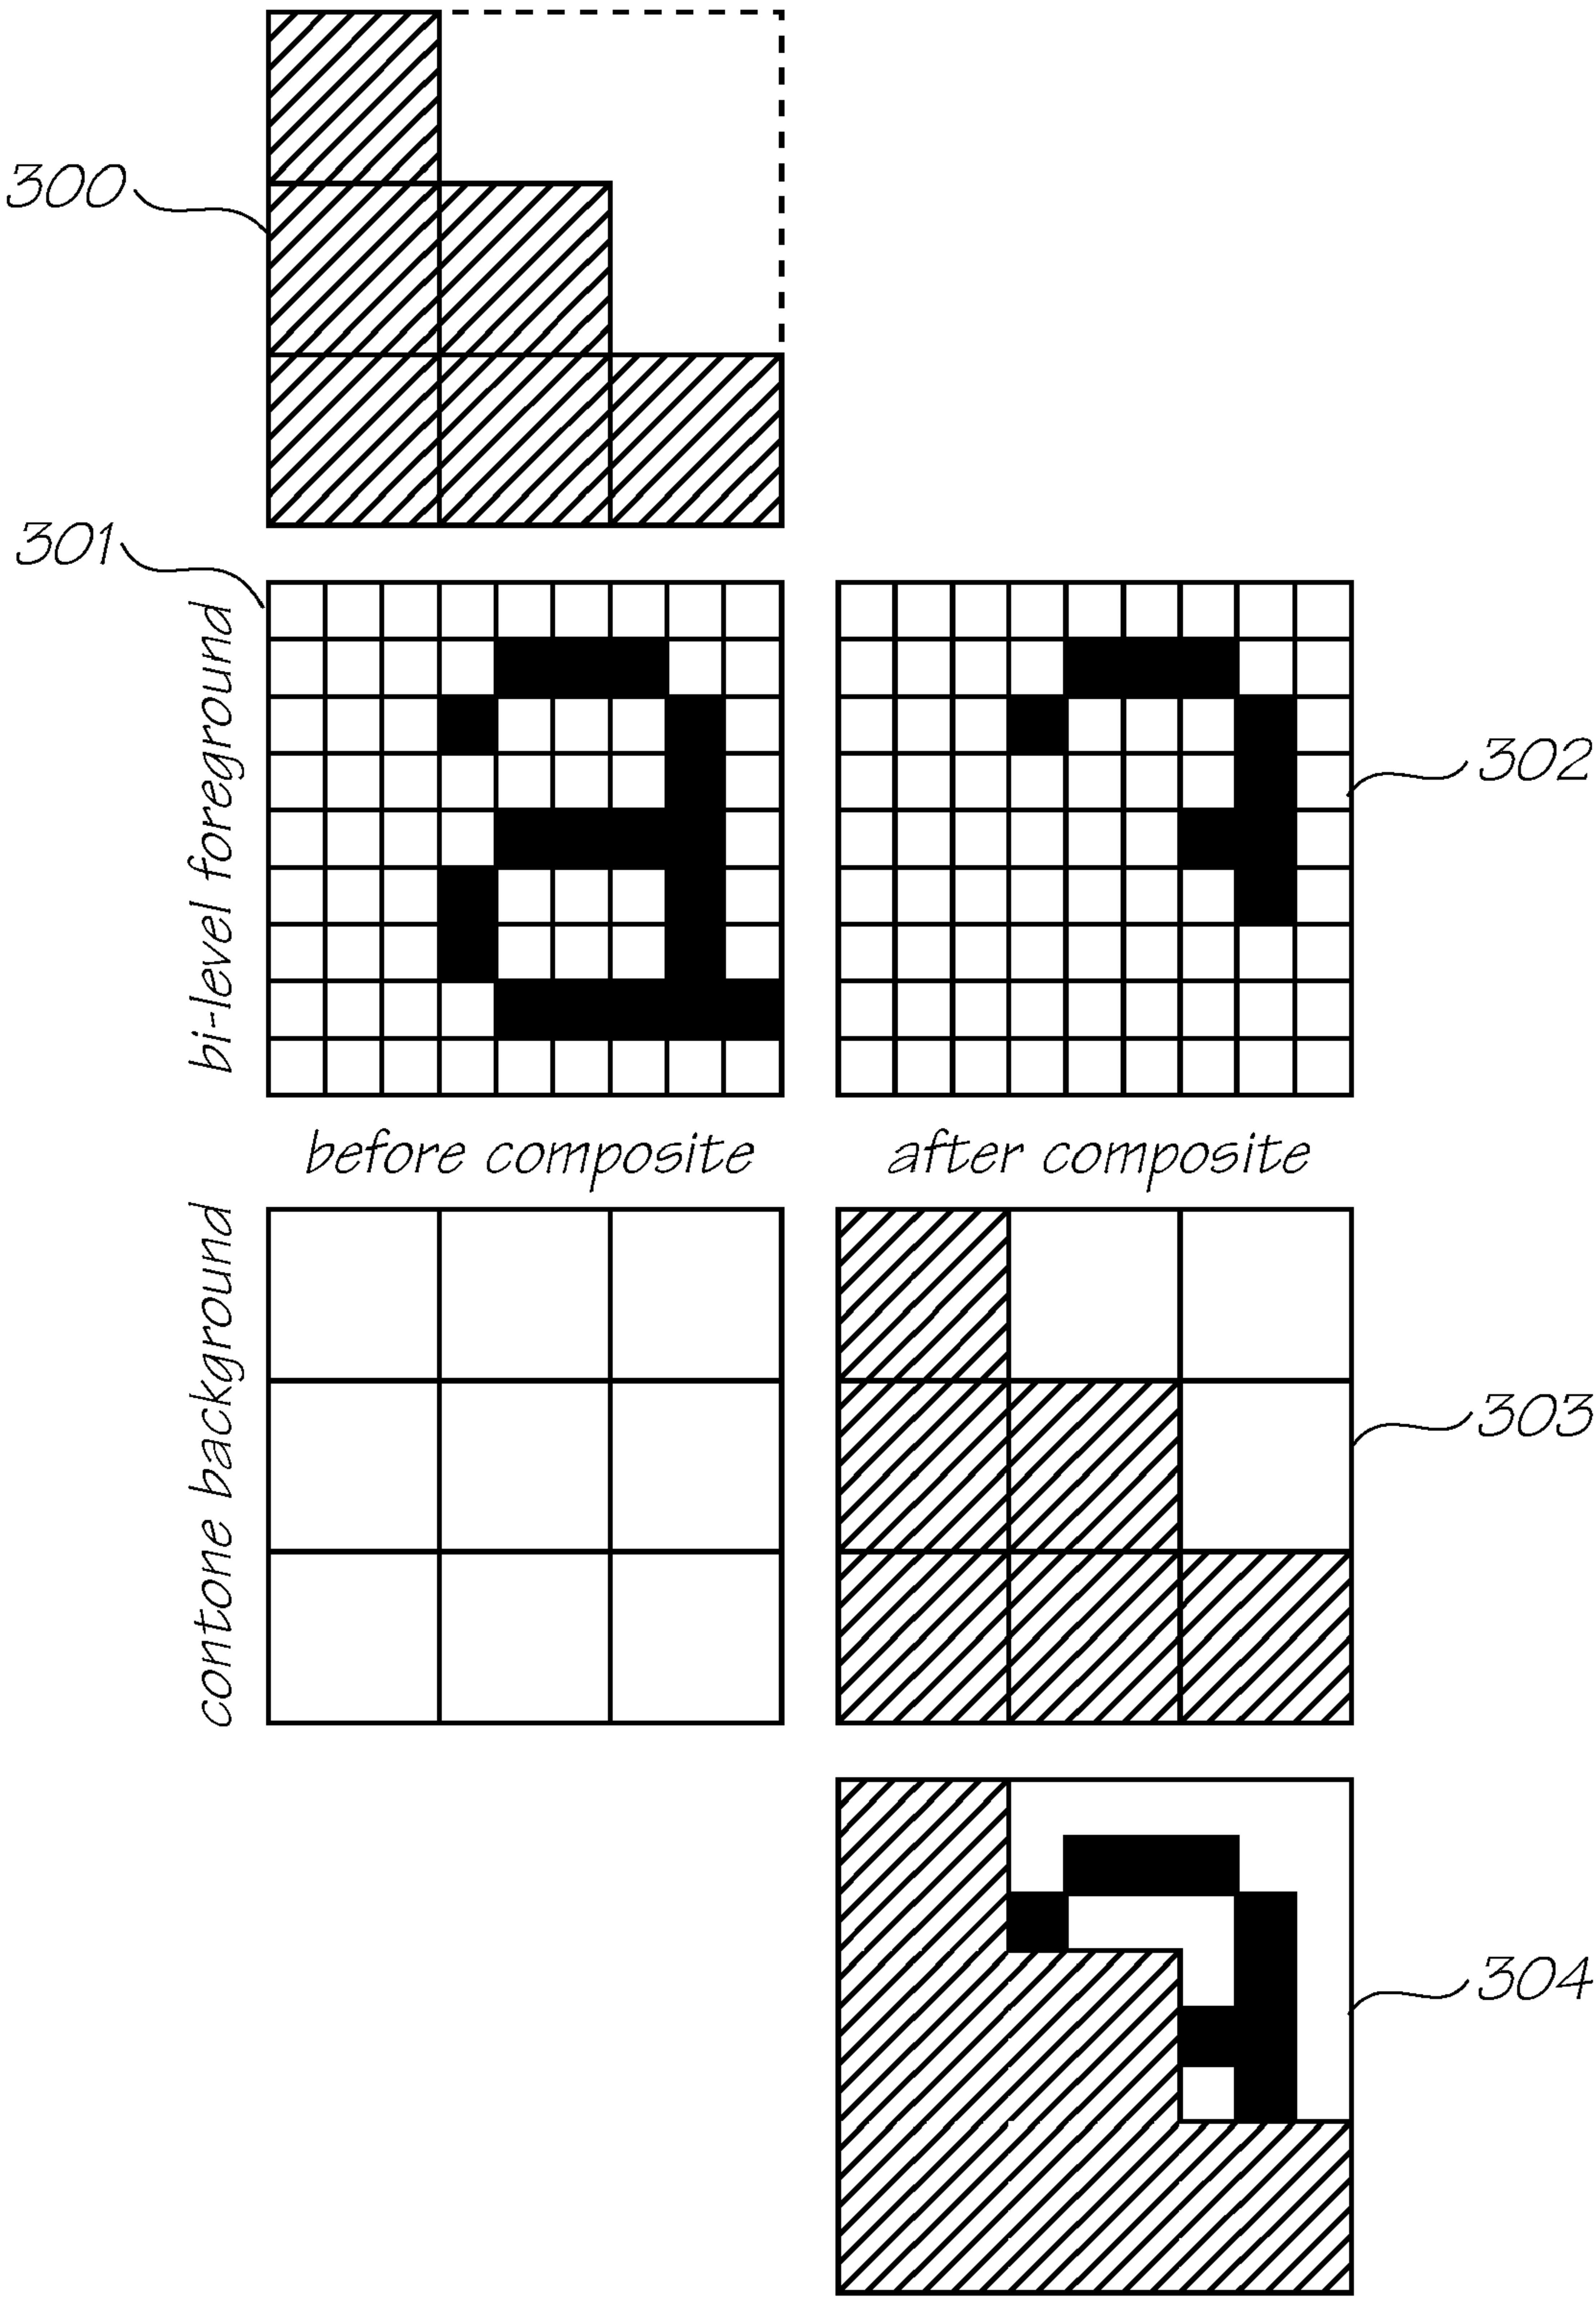 300
301
bi-level foreground
302
before composite
after composite
contone background
303
304